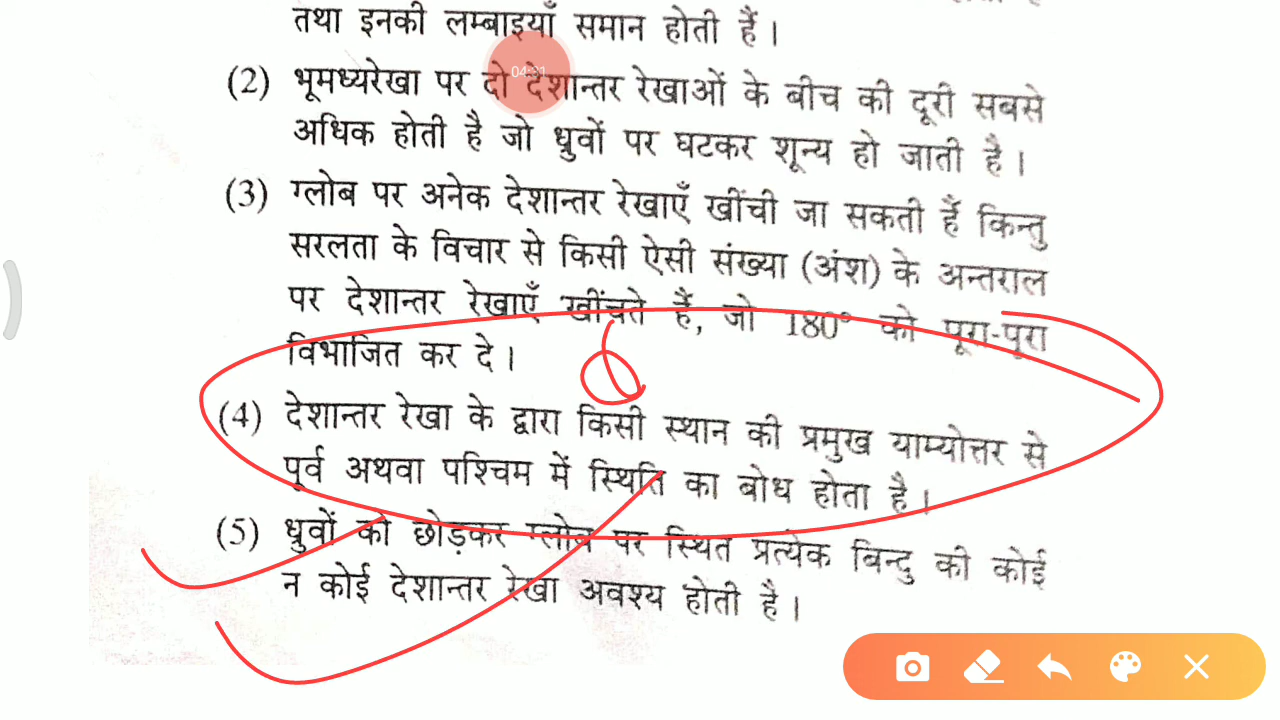 तथा इनकी लम्बाइयाँ समान होती हैं।
04:31
(2) भूमध्यरेखा पर दो देशान्तर रेखाओं के बीच की दूरी सबसे
अधिक होती है जो ध्रुवों पर घटकर शून्य हो जाती है।
(3) ग्लोब पर अनेक देशान्तर रेखाएँ खींची जा सकती हैं किन्तु
सरलता के विचार से किसी ऐसी संख्या (अंश) के अन्तराल
पर देशान्तर रेखाएँ खींचते हैं, जो 180° को पूरा-पूरा
विभाजित कर दे।
(4) देशान्तर रेखा के द्वारा किसी स्थान की प्रमुख याम्योत्तर से
पूर्व अथवा पश्चिम में स्थिति का बोध होता है।
(5) ध्रुवों को छोड़कर ग्लोब पर स्थित प्रत्येक बिन्दु की कोई
न कोई देशान्तर रेखा अवश्य होती है।